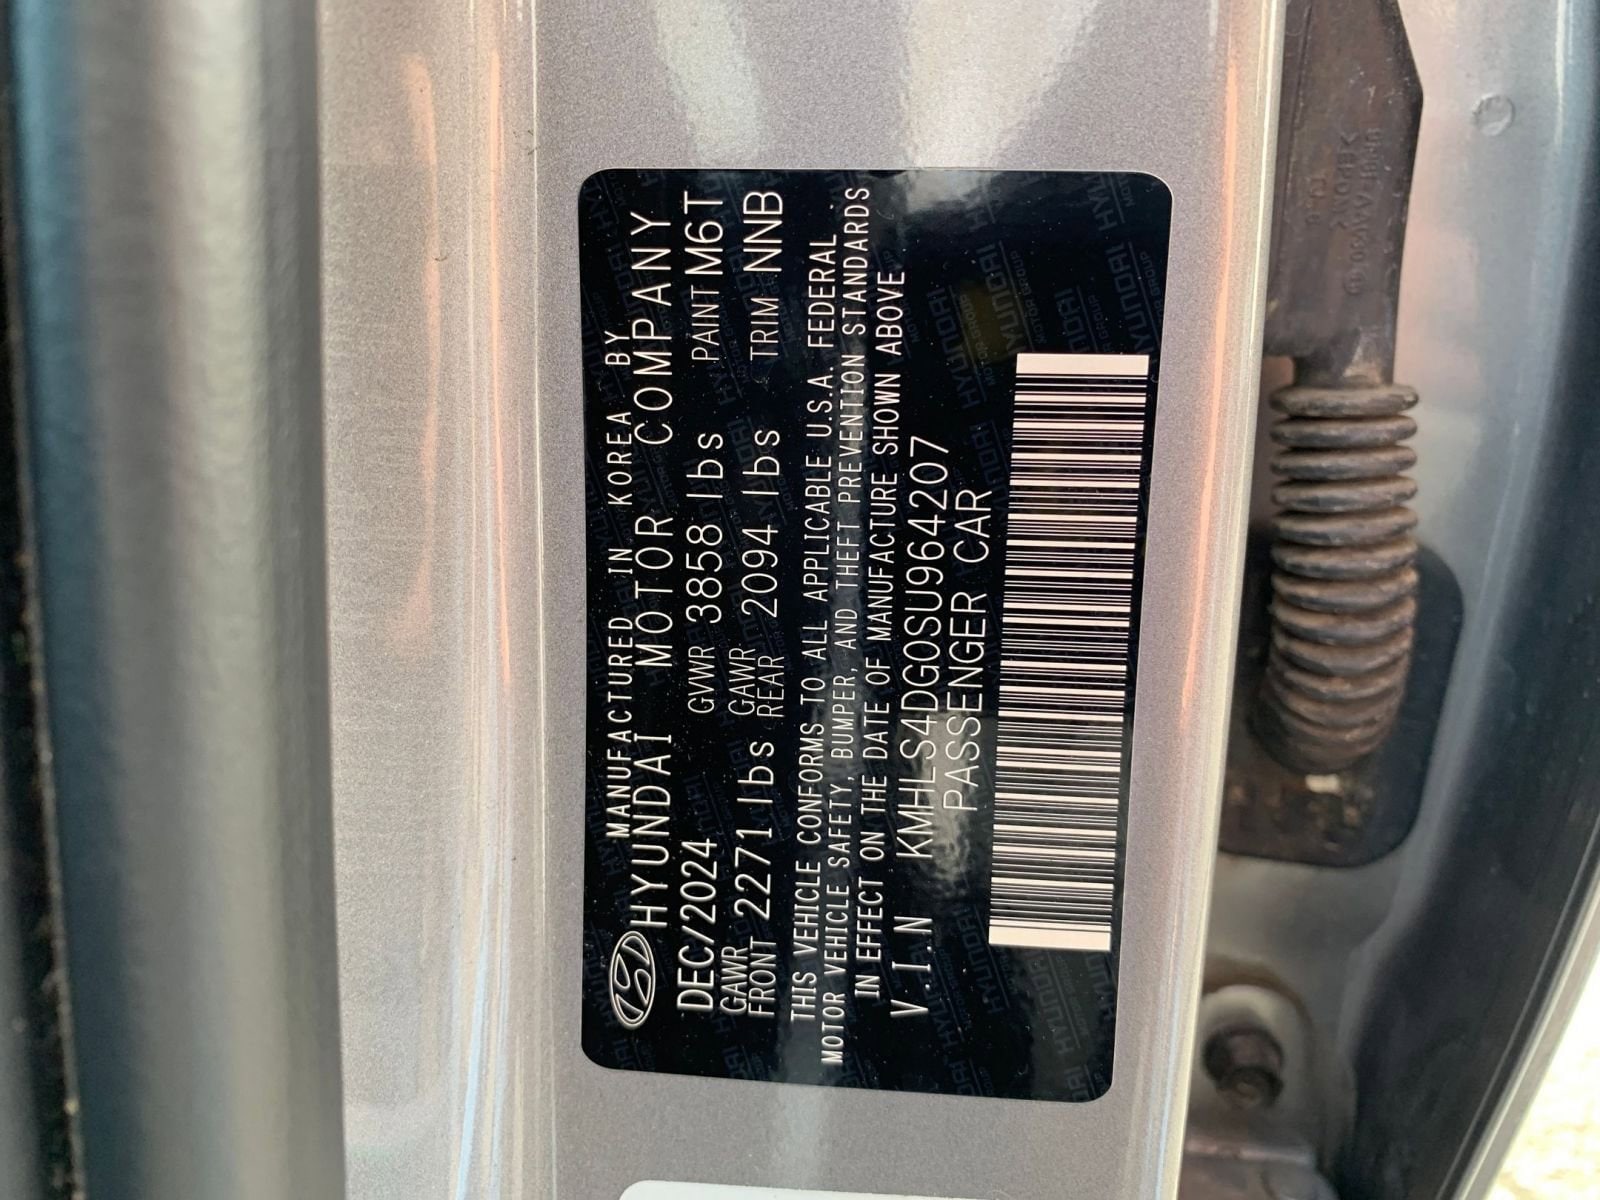 MANUFACTURED IN KOREA BY
HYUNDAI MOTOR COMPANY
DEC/2024 GVWR 3858 lbs PAINT M6T
GAWR FRONT 2271 lbs GAWR REAR 2094 lbs TRIM NNB
THIS VEHICLE CONFORMS TO ALL APPLICABLE U.S.A. FEDERAL
MOTOR VEHICLE SAFETY, BUMPER, AND THEFT PREVENTION STANDARDS
IN EFFECT ON THE DATE OF MANUFACTURE SHOWN ABOVE
V.I.N KMHLS4DG0SU964207
PASSENGER CAR